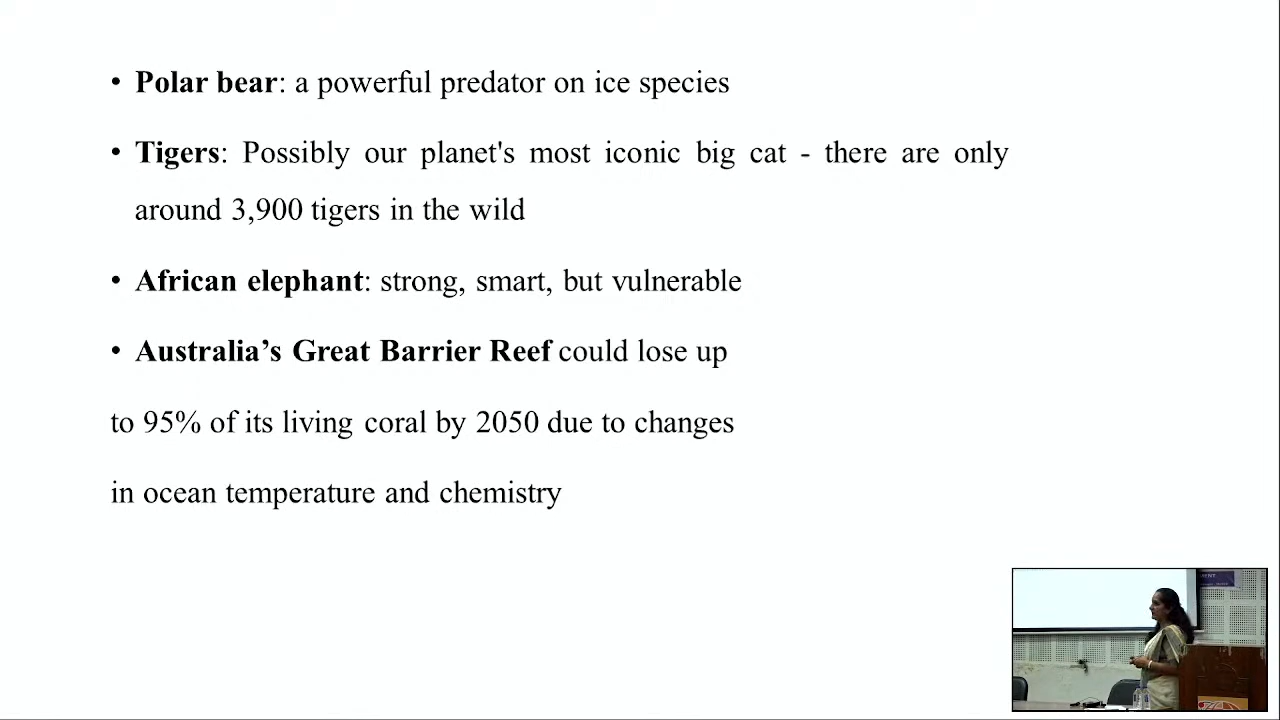 • Polar bear: a powerful predator on ice species
• Tigers: Possibly our planet's most iconic big cat - there are only
around 3,900 tigers in the wild
• African elephant: strong, smart, but vulnerable
• Australia’s Great Barrier Reef could lose up
to 95% of its living coral by 2050 due to changes
in ocean temperature and chemistry